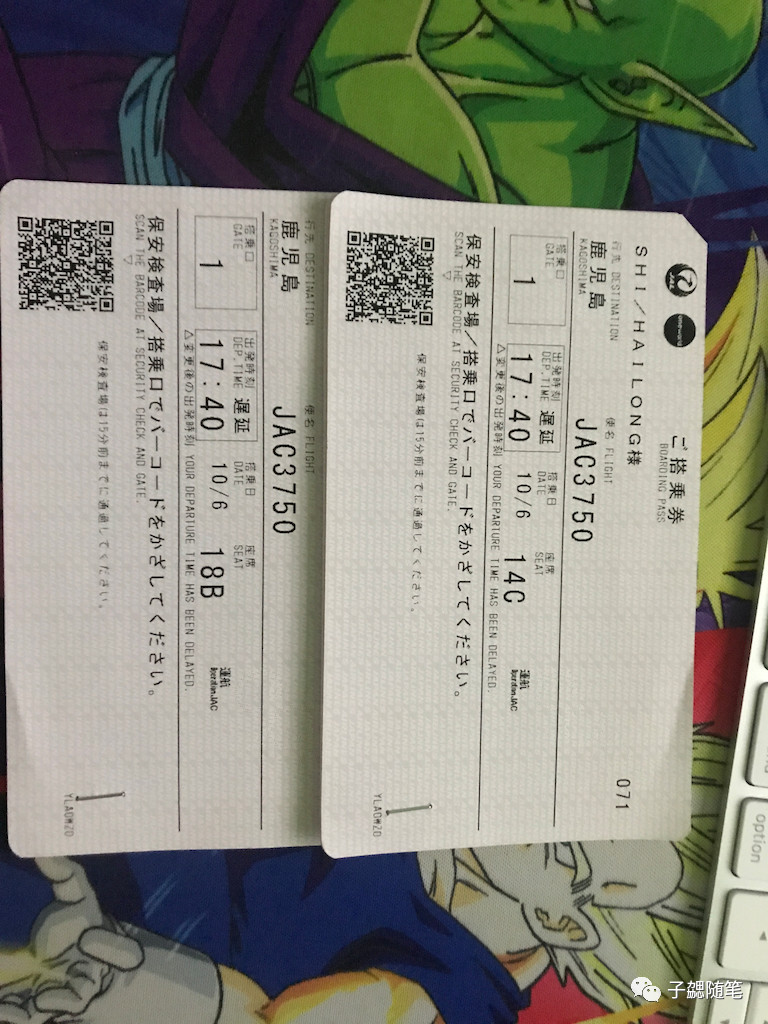 ご搭乗券
BOARDING PASS
oneworld
SHI/HAILONG様
071
行先 DESTINATION 便名 FLIGHT
鹿児島 JAC3750
KAGOSHIMA
搭乗口 出発時刻 搭乗日 座席
GATE DEP.TIME 遅延 DATE SEAT
1 17:40 10/6 14C
運航
Operation:JAC
△変更後の出発時刻 YOUR DEPARTURE TIME HAS BEEN DELAYED.
保安検査場/搭乗口でバーコードをかざしてください。
SCAN THE BARCODE AT SECURITY CHECK AND GATE.
▽
保安検査場は15分前までに通過してください。
行先 DESTINATION 便名 FLIGHT
鹿児島 JAC3750
KAGOSHIMA
搭乗口 出発時刻 搭乗日 座席
GATE DEP.TIME 遅延 DATE SEAT
1 17:40 10/6 18B
運航
Operation:JAC
△変更後の出発時刻 YOUR DEPARTURE TIME HAS BEEN DELAYED.
保安検査場/搭乗口でバーコードをかざしてください。
SCAN THE BARCODE AT SECURITY CHECK AND GATE.
▽
保安検査場は15分前までに通過してください。
option
子勰随笔